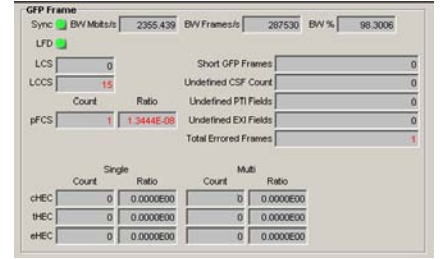 GFP Frame
Sync BW Mbits/s 2355.439 BW Frames/s 287530 BW % 98.3006
LFD
LCS 0 Short GFP Frames 0
LCCS 15 Undefined CSF Count 0
Count Ratio Undefined PTI Fields 0
pFCS 1 1.3444E-08 Undefined EXI Fields 0
Total Errored Frames 1
Single Multi
Count Ratio Count Ratio
cHEC 0 0.0000E00 0 0.0000E00
tHEC 0 0.0000E00 0 0.0000E00
eHEC 0 0.0000E00 0 0.0000E00